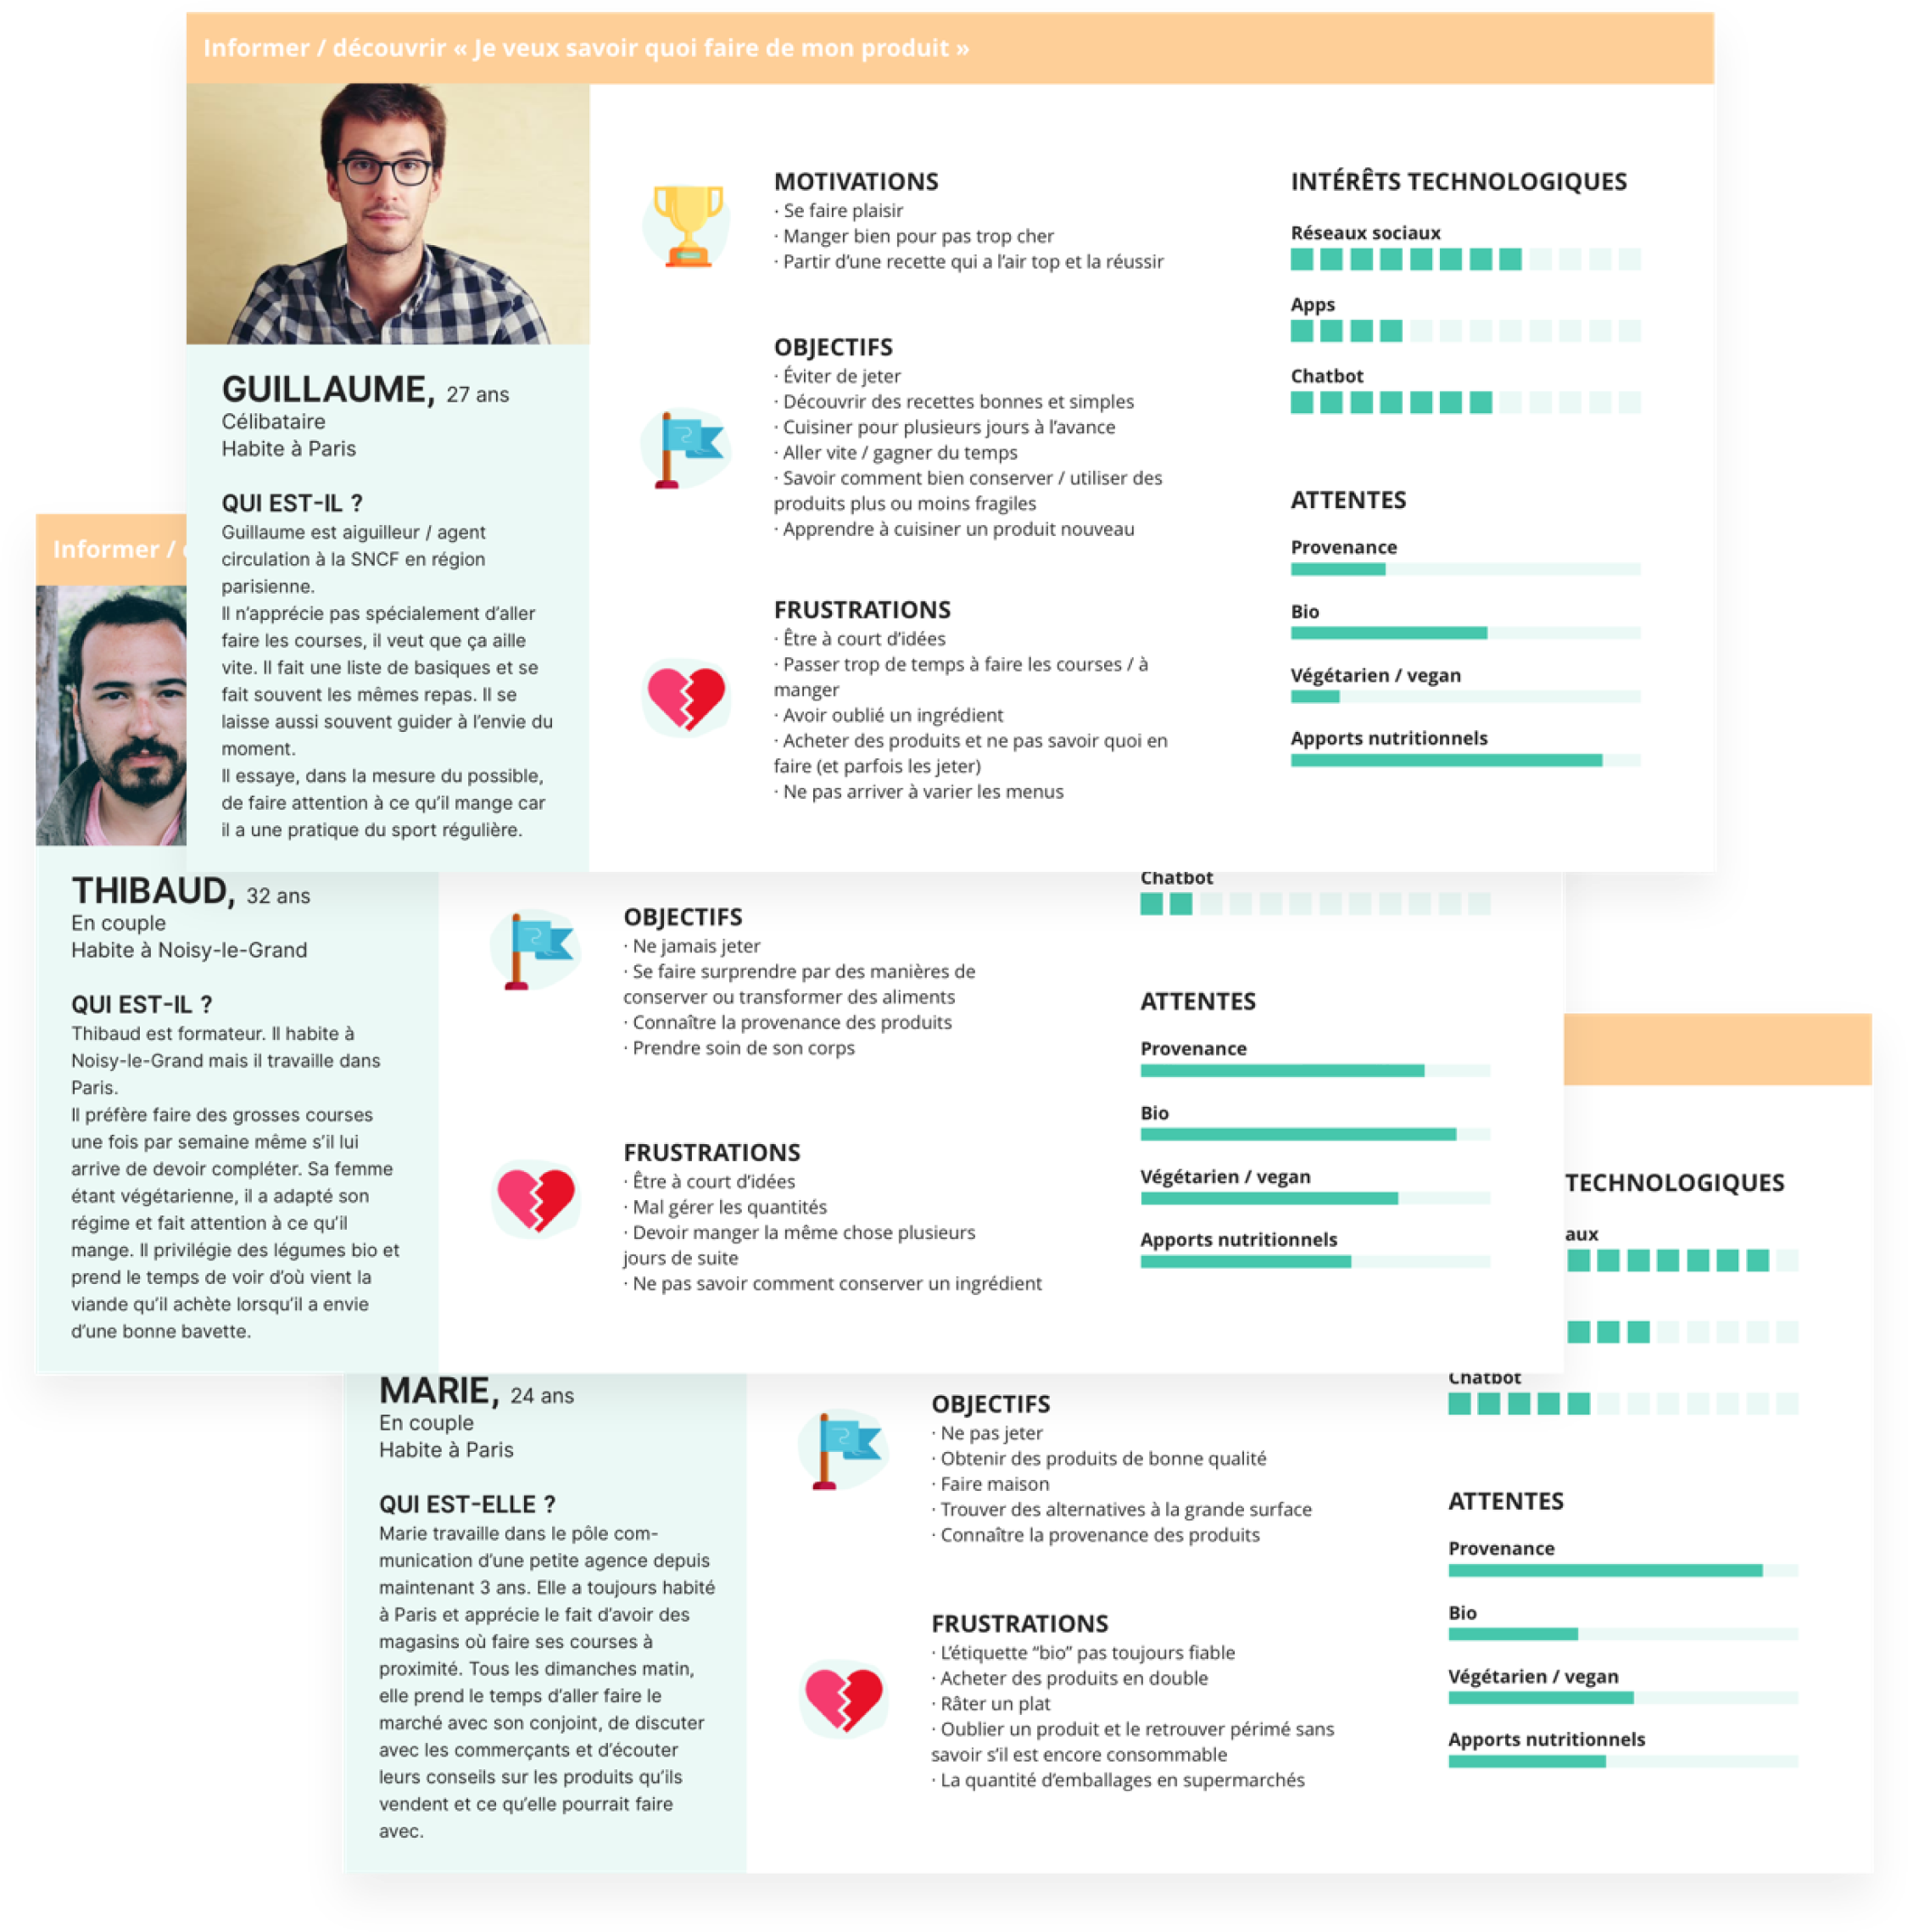 Informer / découvrir « Je veux savoir quoi faire de mon produit »
GUILLAUME, 27 ans
Célibataire
Habite à Paris
QUI EST-IL ?
Guillaume est aiguilleur / agent
circulation à la SNCF en région
parisienne.
Il n’apprécie pas spécialement d’aller
faire les courses, il veut que ça aille
vite. Il fait une liste de basiques et se
fait souvent les mêmes repas. Il se
laisse aussi souvent guider à l’envie du
moment.
Il essaye, dans la mesure du possible,
de faire attention à ce qu’il mange car
il a une pratique du sport régulière.
MOTIVATIONS
· Se faire plaisir
· Manger bien pour pas trop cher
· Partir d’une recette qui a l’air top et la réussir
OBJECTIFS
· Éviter de jeter
· Découvrir des recettes bonnes et simples
· Cuisiner pour plusieurs jours à l’avance
· Aller vite / gagner du temps
· Savoir comment bien conserver / utiliser des
produits plus ou moins fragiles
· Apprendre à cuisiner un produit nouveau
FRUSTRATIONS
· Être à court d’idées
· Passer trop de temps à faire les courses / à
manger
· Avoir oublié un ingrédient
· Acheter des produits et ne pas savoir quoi en
faire (et parfois les jeter)
· Ne pas arriver à varier les menus
INTÉRÊTS TECHNOLOGIQUES
Réseaux sociaux
Apps
Chatbot
ATTENTES
Provenance
Bio
Végétarien / vegan
Apports nutritionnels
Informer /
THIBAUD, 32 ans
En couple
Habite à Noisy-le-Grand
QUI EST-IL ?
Thibaud est formateur. Il habite à
Noisy-le-Grand mais il travaille dans
Paris.
Il préfère faire des grosses courses
une fois par semaine même s’il lui
arrive de devoir compléter. Sa femme
étant végétarienne, il a adapté son
régime et fait attention à ce qu’il
mange. Il privilégie des légumes bio et
prend le temps de voir d’où vient la
viande qu’il achète lorsqu’il a envie
d’une bonne bavette.
OBJECTIFS
· Ne jamais jeter
· Se faire surprendre par des manières de
conserver ou transformer des aliments
· Connaître la provenance des produits
· Prendre soin de son corps
FRUSTRATIONS
· Être à court d’idées
· Mal gérer les quantités
· Devoir manger la même chose plusieurs
jours de suite
· Ne pas savoir comment conserver un ingrédient
Chatbot
ATTENTES
Provenance
Bio
Végétarien / vegan
Apports nutritionnels
MARIE, 24 ans
En couple
Habite à Paris
QUI EST-ELLE ?
Marie travaille dans le pôle com-
munication d’une petite agence depuis
maintenant 3 ans. Elle a toujours habité
à Paris et apprécie le fait d’avoir des
magasins où faire ses courses à
proximité. Tous les dimanches matin,
elle prend le temps d’aller faire le
marché avec son conjoint, de discuter
avec les commerçants et d’écouter
leurs conseils sur les produits qu’ils
vendent et ce qu’elle pourrait faire
avec.
OBJECTIFS
· Ne pas jeter
· Obtenir des produits de bonne qualité
· Faire maison
· Trouver des alternatives à la grande surface
· Connaître la provenance des produits
FRUSTRATIONS
· L’étiquette “bio” pas toujours fiable
· Acheter des produits en double
· Râter un plat
· Oublier un produit et le retrouver périmé sans
savoir s’il est encore consommable
· La quantité d’emballages en supermarchés
TECHNOLOGIQUES
aux
Chatbot
ATTENTES
Provenance
Bio
Végétarien / vegan
Apports nutritionnels